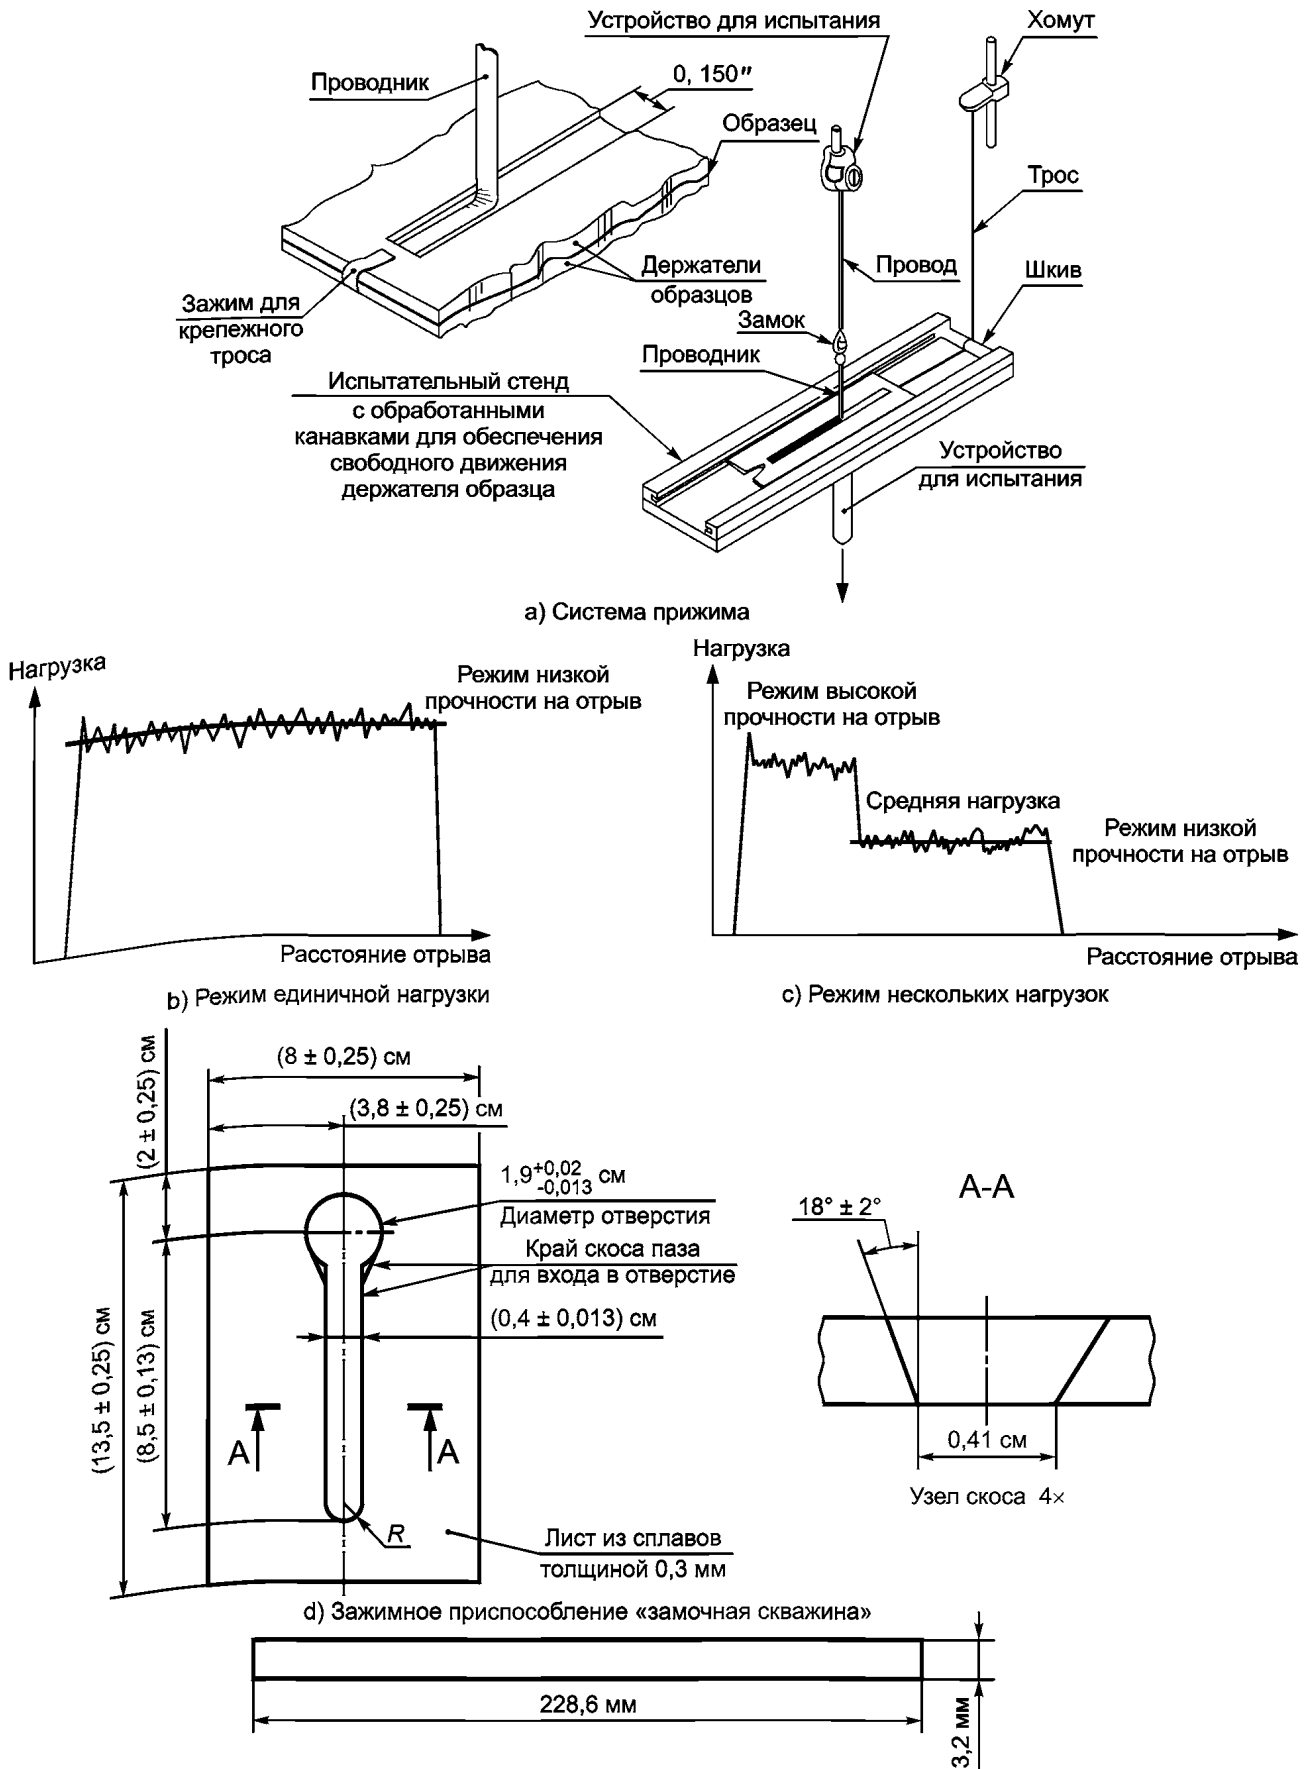 Устройство для испытания
Хомут
Проводник
0, 150"
Образец
Трос
Держатели
образцов
Провод
Шкив
Зажим для
крепежного
троса
Замок
Проводник
Испытательный стенд
с обработанными
канавками для обеспечения
свободного движения
держателя образца
Устройство
для испытания
a) Система прижима
Нагрузка
Режим низкой
прочности на отрыв
Расстояние отрыва
b) Режим единичной нагрузки
Нагрузка
Режим высокой
прочности на отрыв
Средняя нагрузка
Режим низкой
прочности на отрыв
Расстояние отрыва
c) Режим нескольких нагрузок
(2 ± 0,25) см
(8 ± 0,25) см
(3,8 ± 0,25) см
1,9+0,02 -0,013 см
Диаметр отверстия
Край скоса паза
для входа в отверстие
(0,4 ± 0,013) см
(13,5 ± 0,25) см
(8,5 ± 0,13) см
A
A
R
Лист из сплавов
толщиной 0,3 мм
A-A
18° ± 2°
0,41 см
Узел скоса 4×
d) Зажимное приспособление «замочная скважина»
228,6 мм
3,2 мм